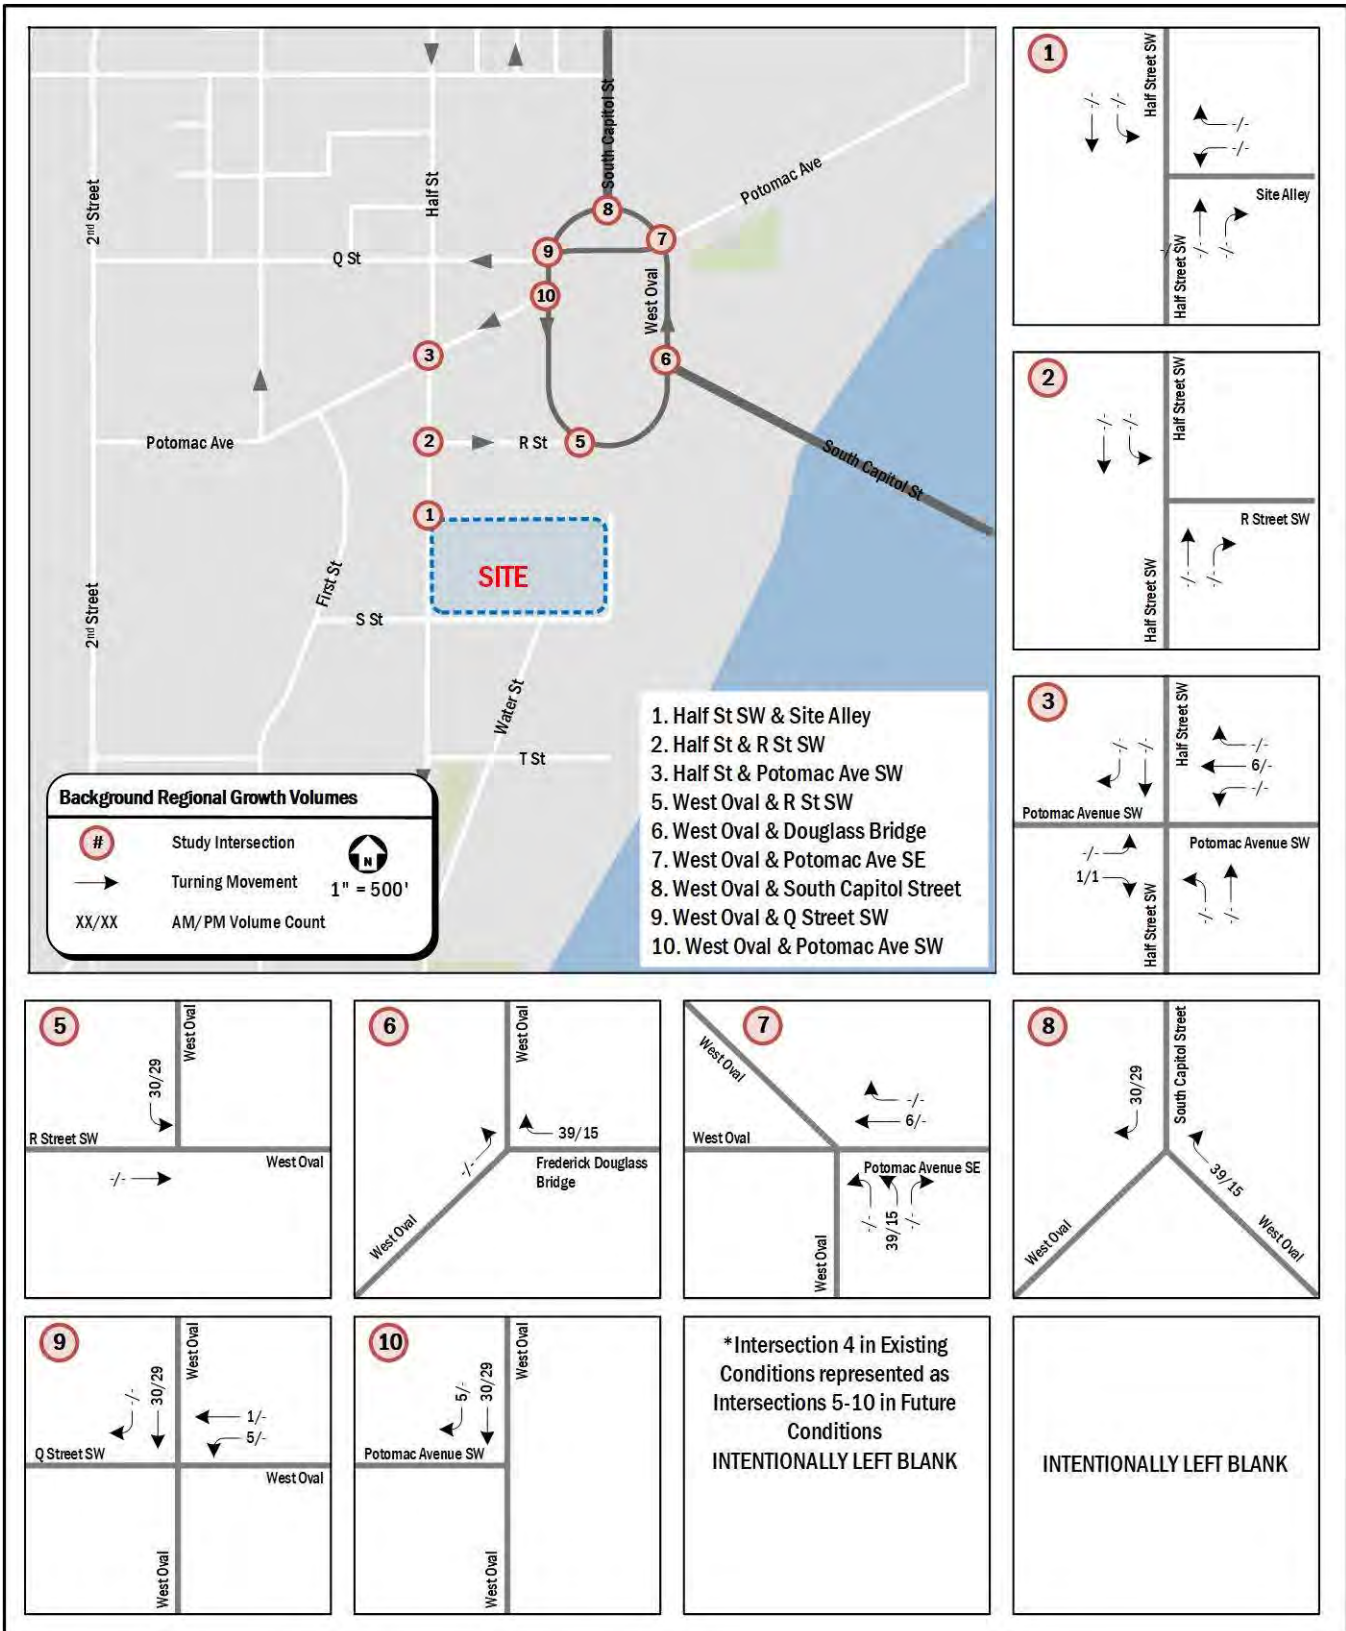 2nd Street
2nd Street
Half St
South Capitol St
Potomac Ave
Q St
West Oval
Potomac Ave
R St
South Capitol St
First St
SITE
S St
Water St
T St
8
7
9
10
3
6
2
5
1
1. Half St SW & Site Alley
2. Half St & R St SW
3. Half St & Potomac Ave SW
5. West Oval & R St SW
6. West Oval & Douglass Bridge
7. West Oval & Potomac Ave SE
8. West Oval & South Capitol Street
9. West Oval & Q Street SW
10. West Oval & Potomac Ave SW
Background Regional Growth Volumes
# Study Intersection
Turning Movement
XX/XX AM/PM Volume Count
N
1" = 500'
1
Half Street SW
-/-
-/-
-/-
-/-
Site Alley
-/-
-/-
-/-
Half Street SW
2
Half Street SW
-/-
-/-
R Street SW
-/-
-/-
Half Street SW
3
Half Street SW
-/-
-/-
-/-
6/-
-/-
Potomac Avenue SW
Potomac Avenue SW
-/-
1/1
-/-
-/-
Half Street SW
5
West Oval
30/29
R Street SW
West Oval
-/-
6
West Oval
39/15
-/-
Frederick Douglass
Bridge
West Oval
7
West Oval
-/-
6/-
West Oval
Potomac Avenue SE
-/-
39/15
-/-
West Oval
8
South Capitol Street
30/29
39/15
West Oval
West Oval
9
West Oval
-/-
30/29
1/-
5/-
Q Street SW
West Oval
West Oval
10
West Oval
5/-
30/29
Potomac Avenue SW
West Oval
*Intersection 4 in Existing
Conditions represented as
Intersections 5-10 in Future
Conditions
INTENTIONALLY LEFT BLANK
INTENTIONALLY LEFT BLANK